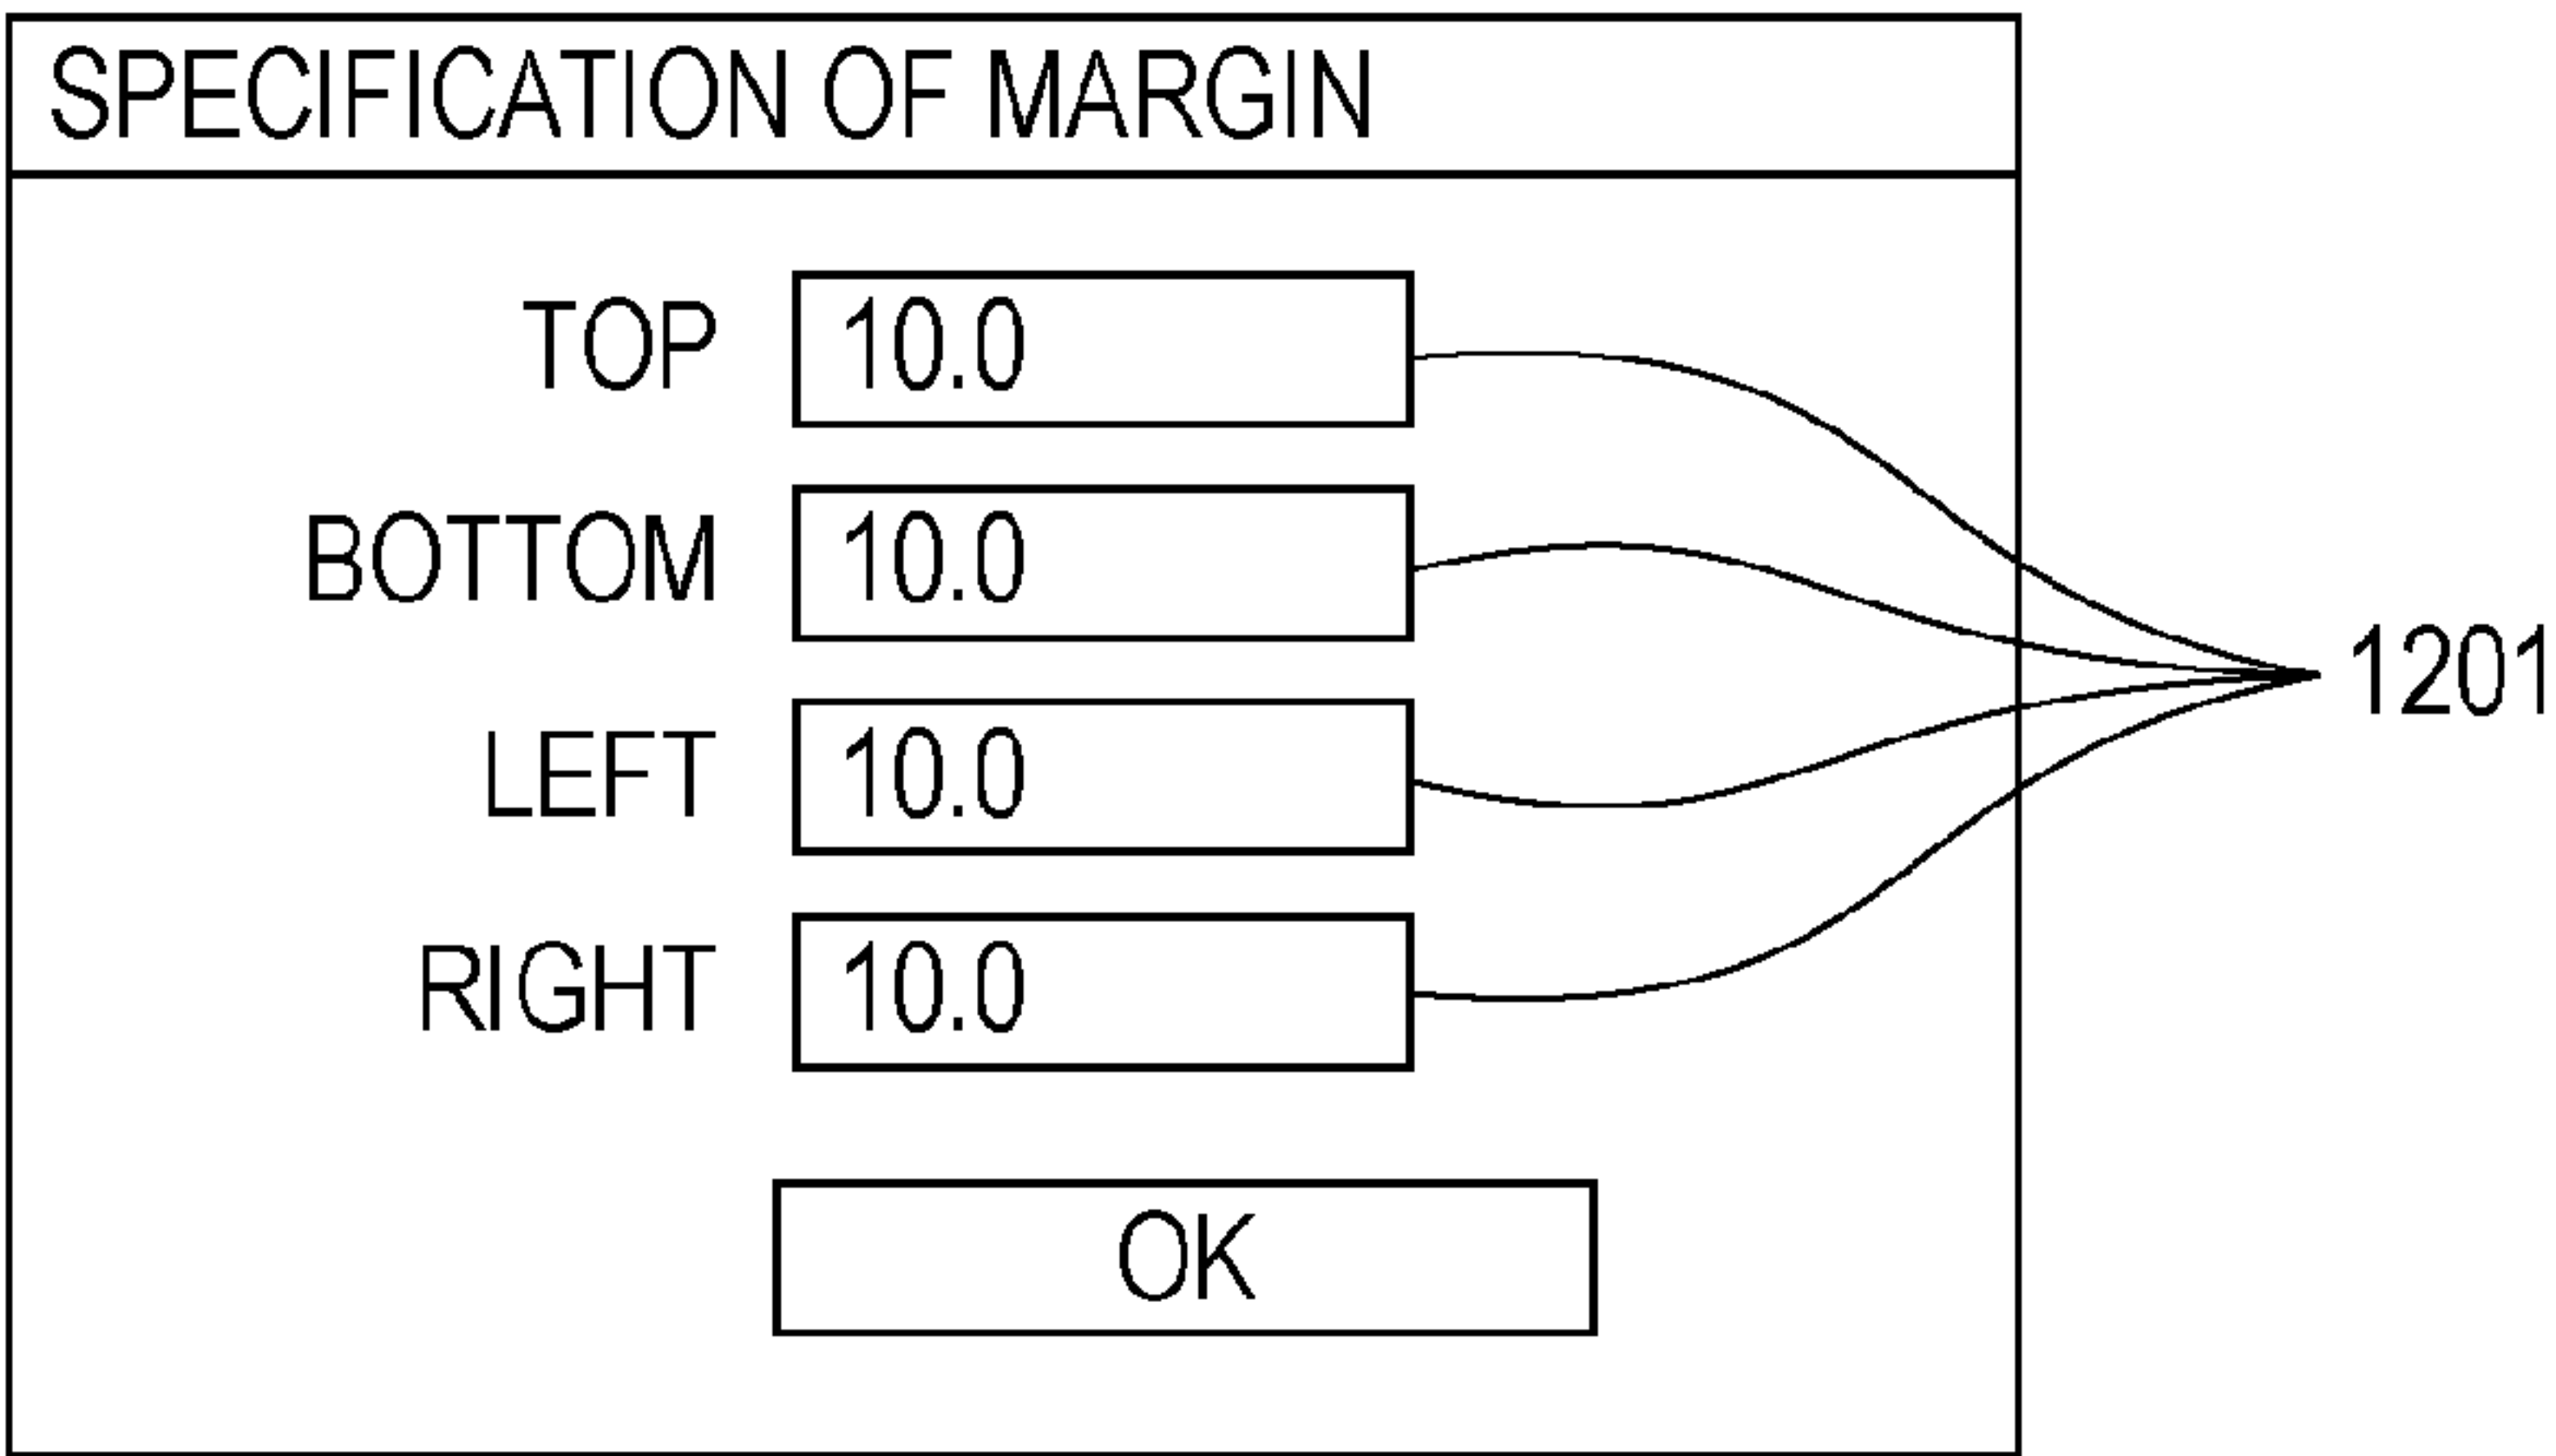 SPECIFICATION OF MARGIN
TOP 10.0
BOTTOM 10.0
LEFT 10.0
RIGHT 10.0
1201
OK